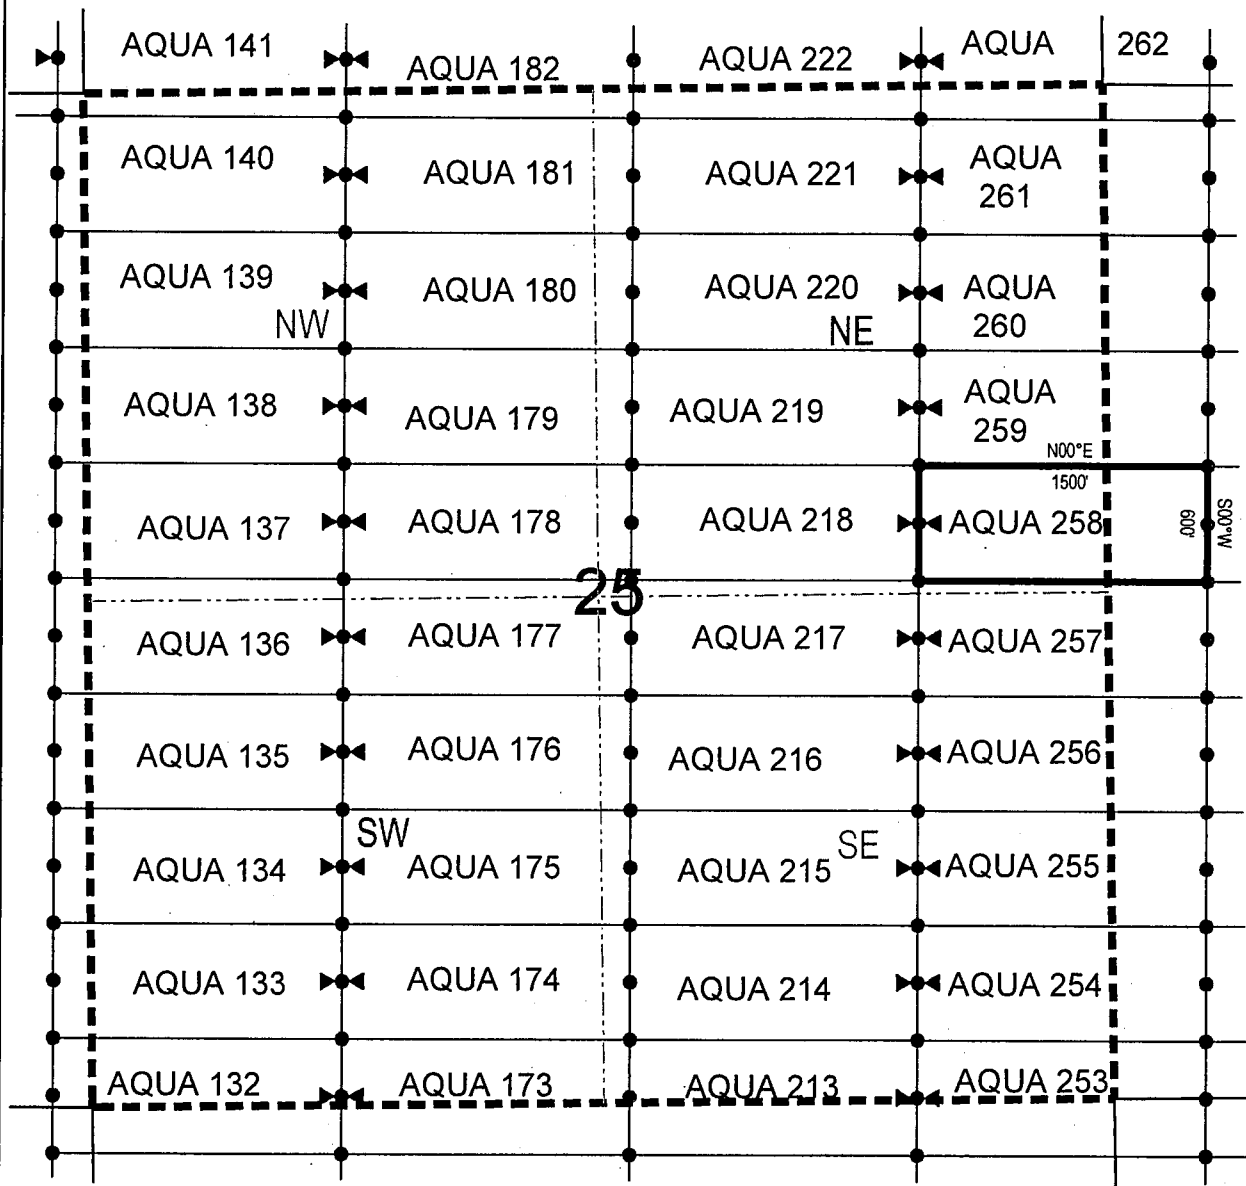 AQUA 141
AQUA 182
AQUA 222
AQUA 262
AQUA 140
AQUA 181
AQUA 221
AQUA
261
AQUA 139
AQUA 180
AQUA 220
AQUA
260
NW
NE
AQUA 138
AQUA 179
AQUA 219
AQUA
259
N00°E
1500'
AQUA 137
AQUA 178
AQUA 218
AQUA 258
600'
S00°W
25
AQUA 136
AQUA 177
AQUA 217
AQUA 257
AQUA 135
AQUA 176
AQUA 216
AQUA 256
SW
SE
AQUA 134
AQUA 175
AQUA 215
AQUA 255
AQUA 133
AQUA 174
AQUA 214
AQUA 254
AQUA 132
AQUA 173
AQUA 213
AQUA 253